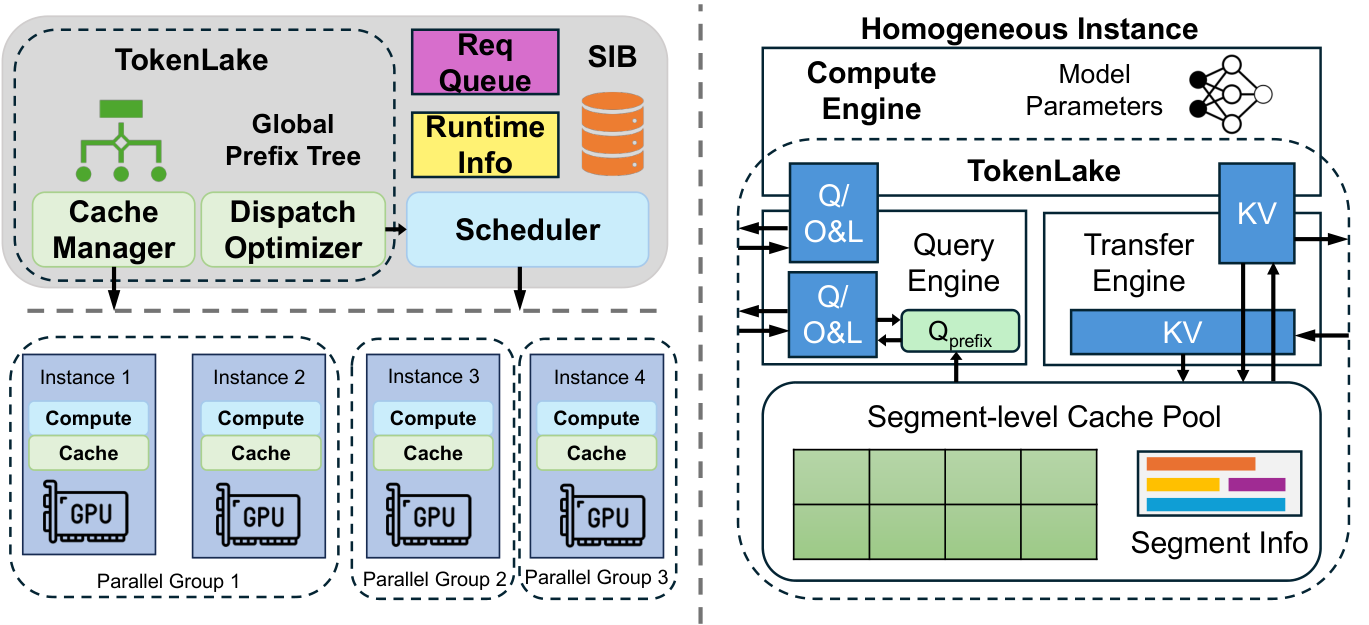 TokenLake
Global
Prefix Tree
Cache
Manager
Dispatch
Optimizer
Req
Queue
SIB
Runtime
Info
Scheduler
Instance 1
Compute
Cache
GPU
Instance 2
Compute
Cache
GPU
Parallel Group 1
Instance 3
Compute
Cache
GPU
Parallel Group 2
Instance 4
Compute
Cache
GPU
Parallel Group 3
Homogeneous Instance
Compute
Engine
Model
Parameters
TokenLake
Q/
O&L
KV
Query
Engine
Transfer
Engine
Q/
O&L
Qprefix
KV
Segment-level Cache Pool
Segment Info